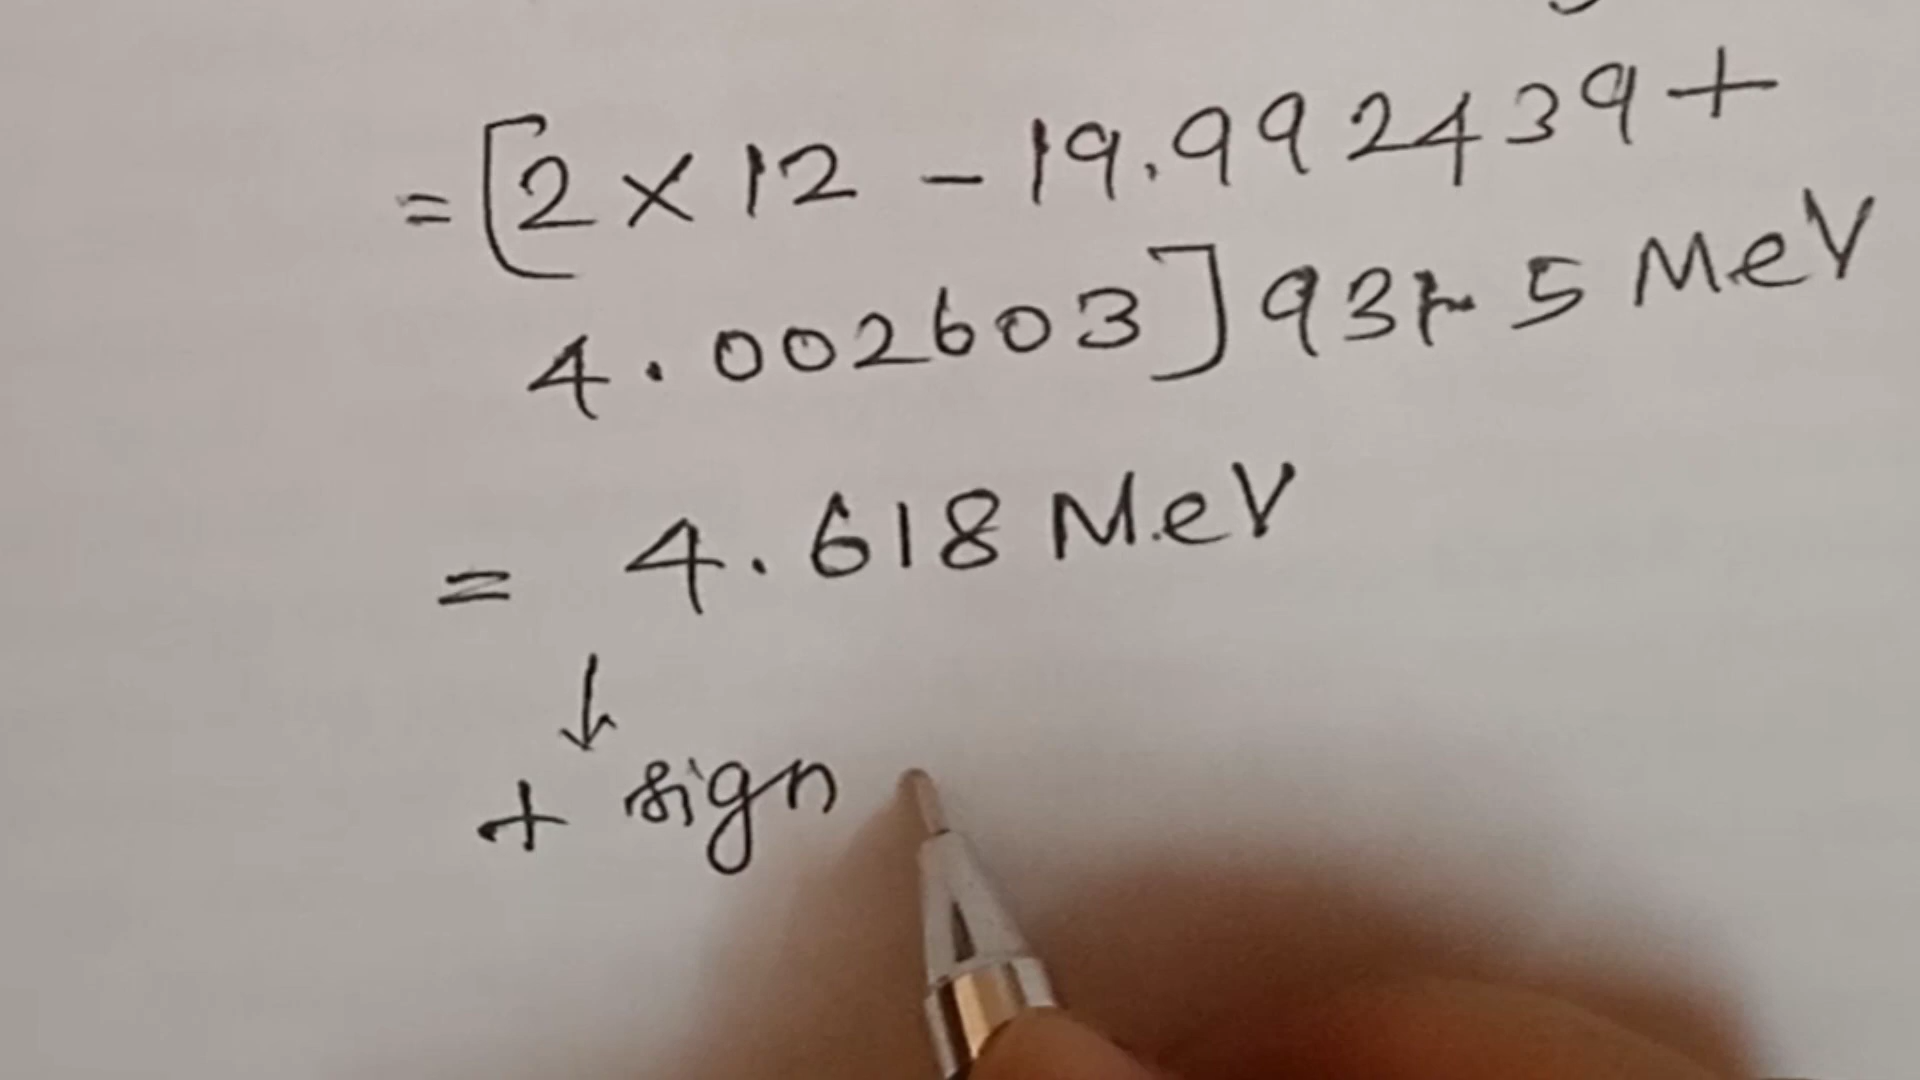 = [2 × 12 - 19.992439 +
4.002603] 931.5 MeV
= 4.618 MeV
↓
+ sign